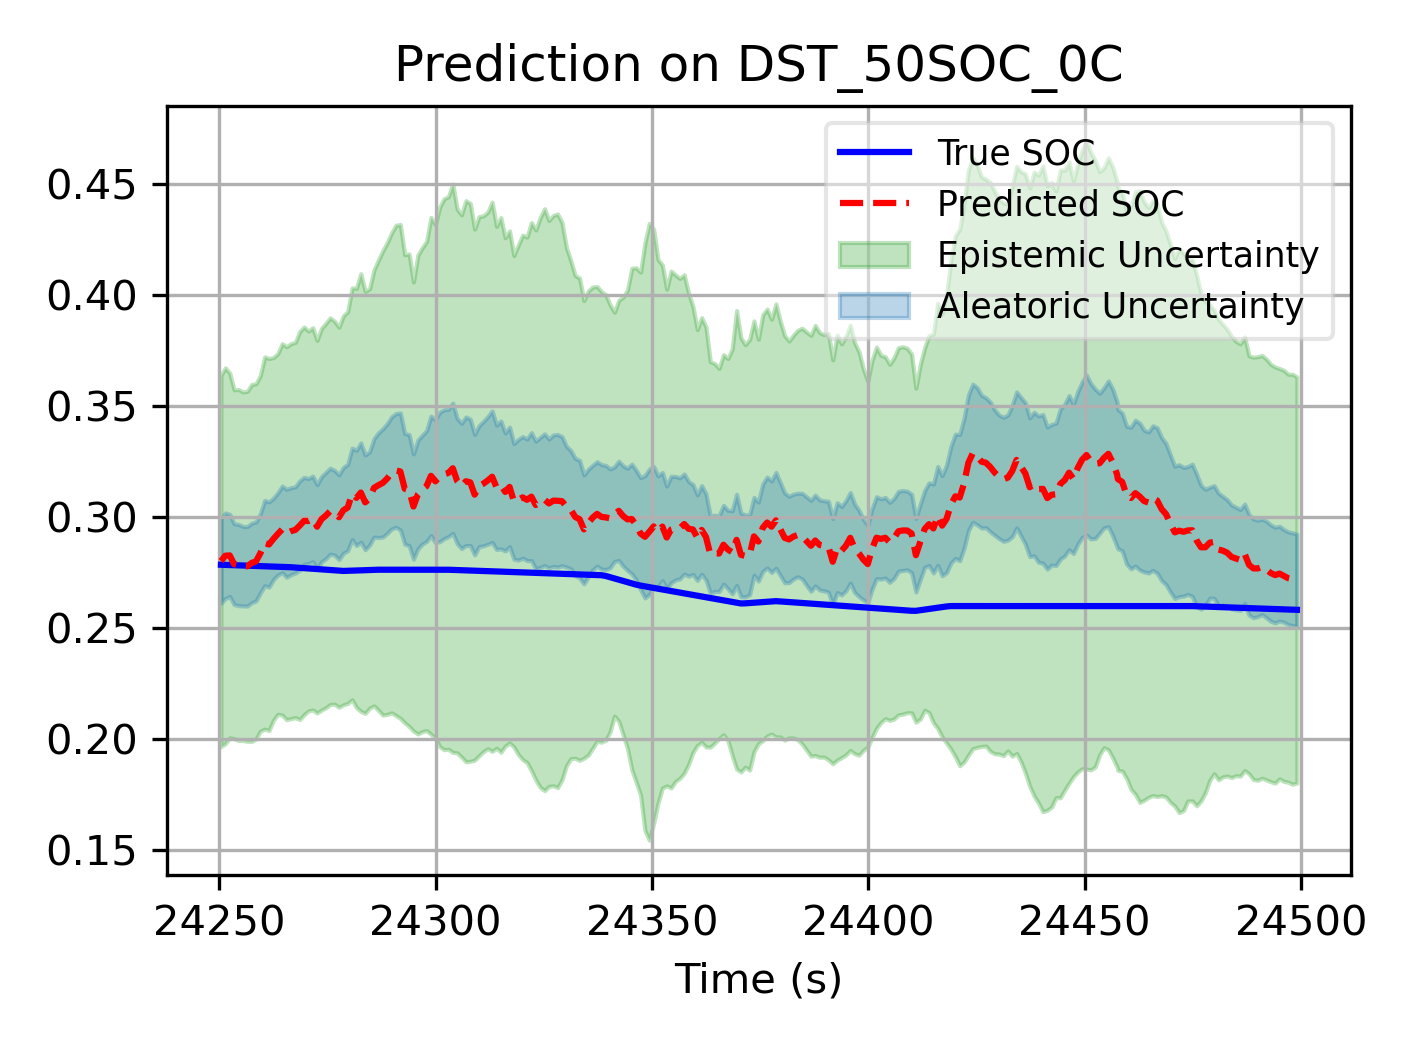 Prediction on DST_50SOC_0C
True SOC
Predicted SOC
Epistemic Uncertainty
Aleatoric Uncertainty
0.45
0.40
0.35
0.30
0.25
0.20
0.15
24250 24300 24350 24400 24450 24500
Time (s)